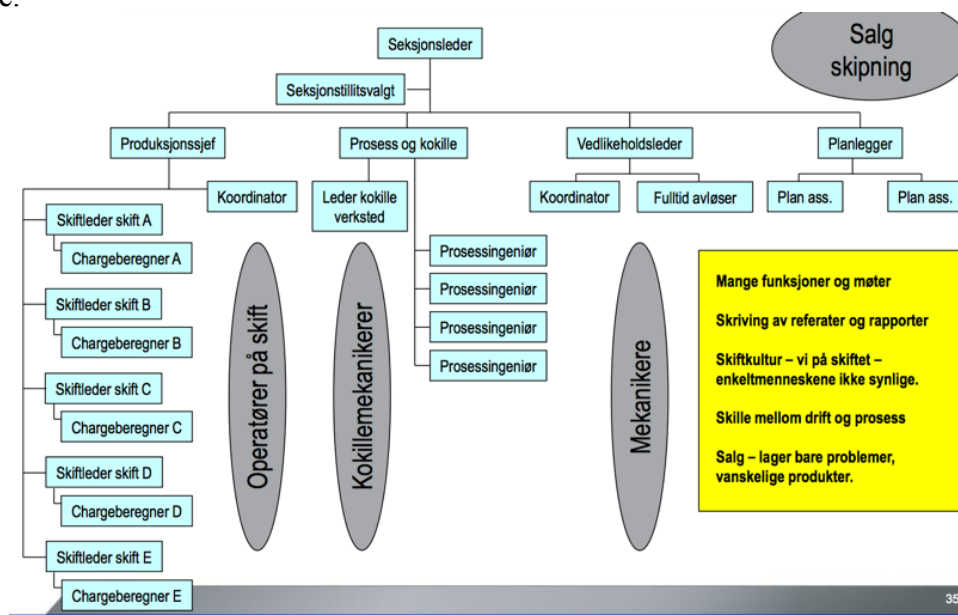 c.
Salg
skipning
Seksjonsleder
Seksjonstillitsvalgt
Produksjonssjef
Prosess og kokille
Vedlikeholdsleder
Planlegger
Koordinator
Leder kokille
verksted
Koordinator
Fulltid avløser
Plan ass.
Plan ass.
Skiftleder skift A
Chargeberegner A
Skiftleder skift B
Chargeberegner B
Skiftleder skift C
Chargeberegner C
Skiftleder skift D
Chargeberegner D
Skiftleder skift E
Chargeberegner E
Operatører på skift
Kokillemekanikerer
Prosessingeniør
Prosessingeniør
Prosessingeniør
Prosessingeniør
Mekanikere
Mange funksjoner og møter
Skriving av referater og rapporter
Skiftkultur – vi på skiftet –
enkeltmenneskene ikke synlige.
Skille mellom drift og prosess
Salg – lager bare problemer,
vanskelige produkter.
35